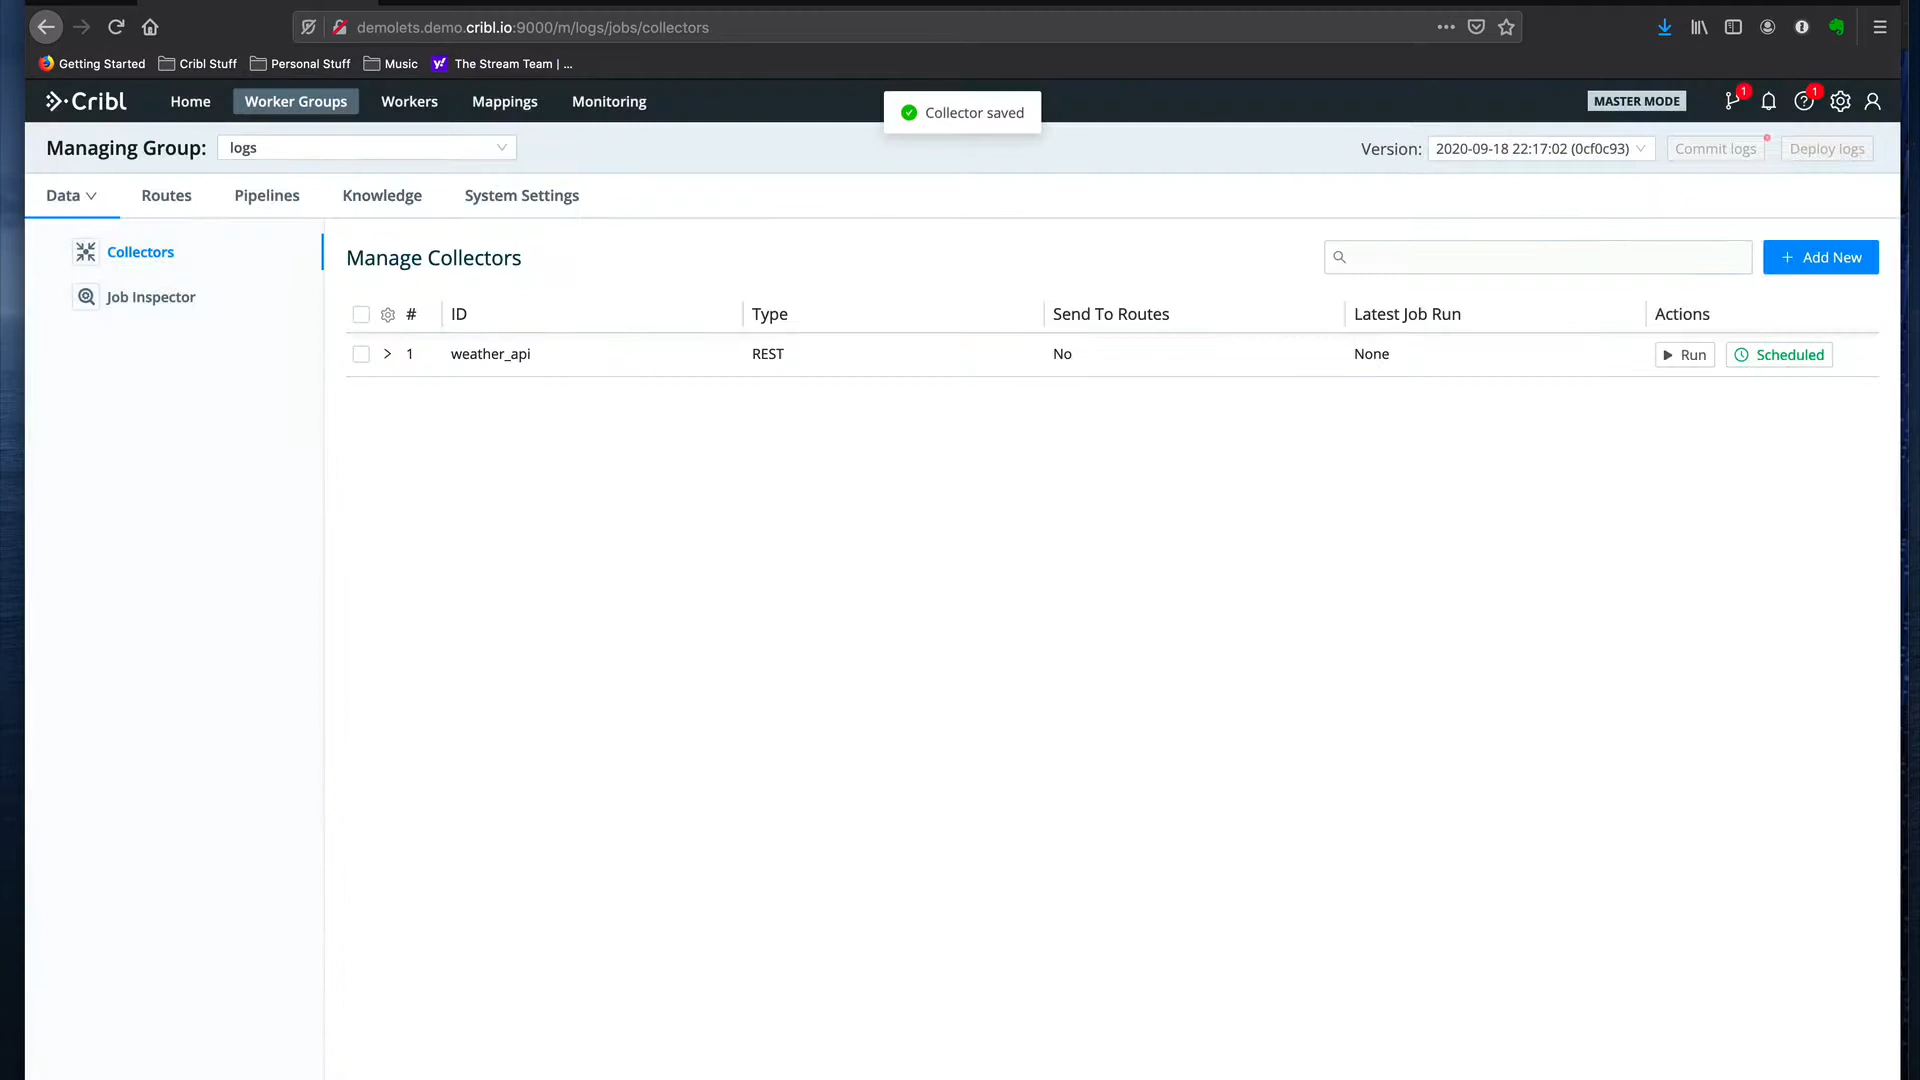 demolets.demo.cribl.io:9000/m/logs/jobs/collectors
Getting Started Cribl Stuff Personal Stuff Music The Stream Team | ...
Cribl Home Worker Groups Workers Mappings Monitoring MASTER MODE 1 1
Collector saved
Managing Group: logs Version: 2020-09-18 22:17:02 (0cf0c93) Commit logs Deploy logs
Data Routes Pipelines Knowledge System Settings
Collectors
Job Inspector
Manage Collectors + Add New
# ID Type Send To Routes Latest Job Run Actions
1 weather_api REST No None Run Scheduled